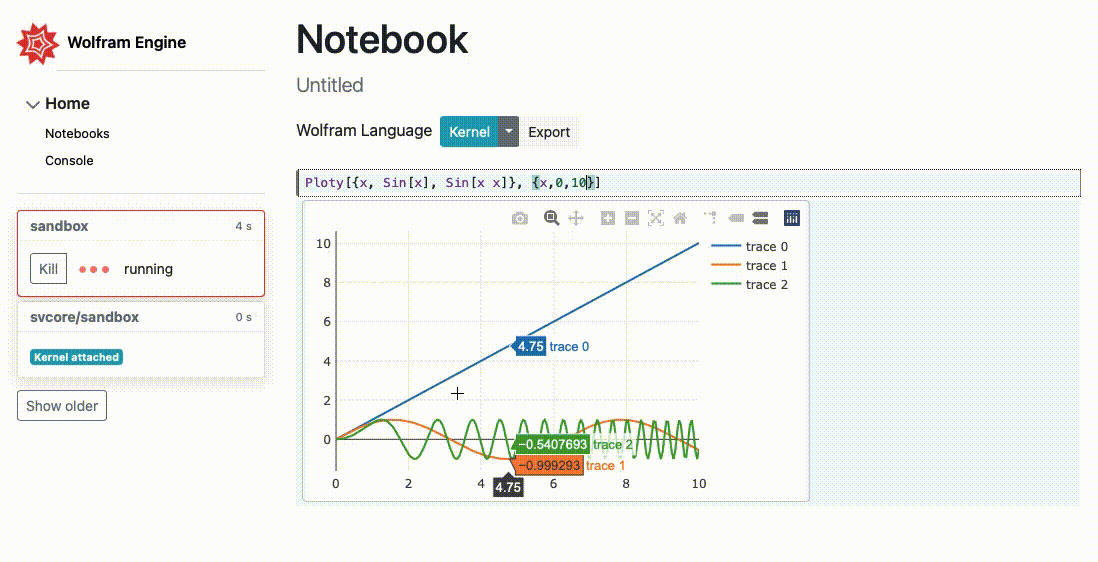 Wolfram Engine
Home
Notebooks
Console
sandbox 4 s
Kill running
svcore/sandbox 0 s
Kernel attached
Show older
Notebook
Untitled
Wolfram Language Kernel Export
Ploty[{x, Sin[x], Sin[x x]}, {x,0,10}]
10
8
6
4
2
0
0 2 4 6 8 10
trace 0
trace 1
trace 2
4.75 trace 0
−0.5407693 trace 2
−0.999293 trace 1
4.75